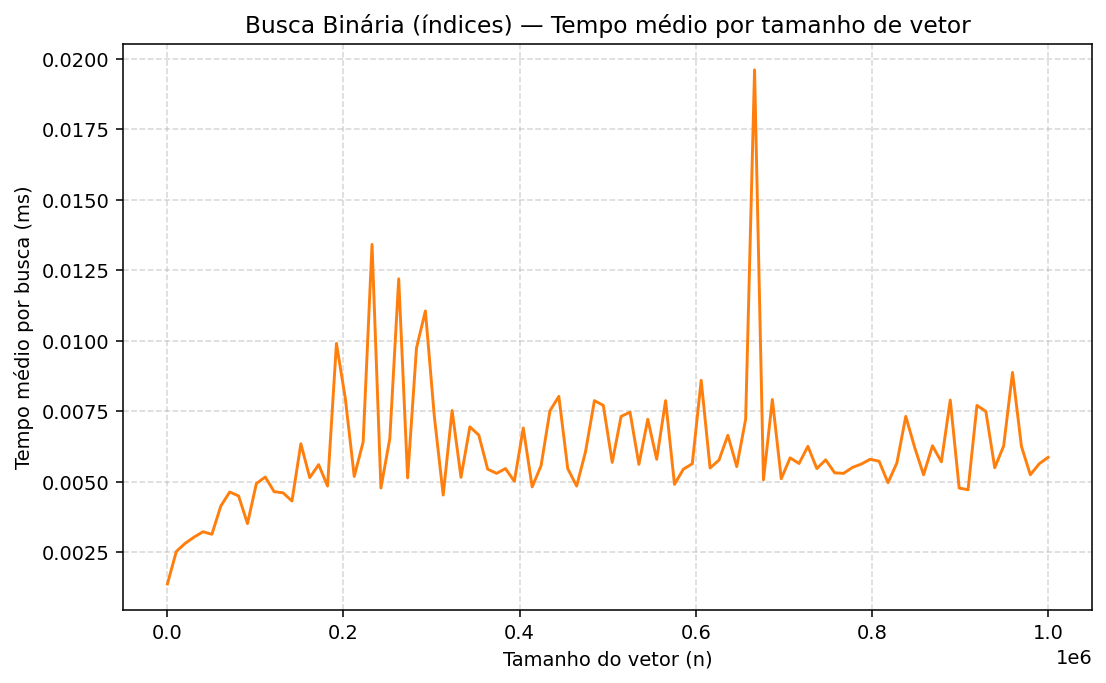 Busca Binária (índices) — Tempo médio por tamanho de vetor
Tempo médio por busca (ms)
0.0200
0.0175
0.0150
0.0125
0.0100
0.0075
0.0050
0.0025
0.0 0.2 0.4 0.6 0.8 1.0
1e6
Tamanho do vetor (n)